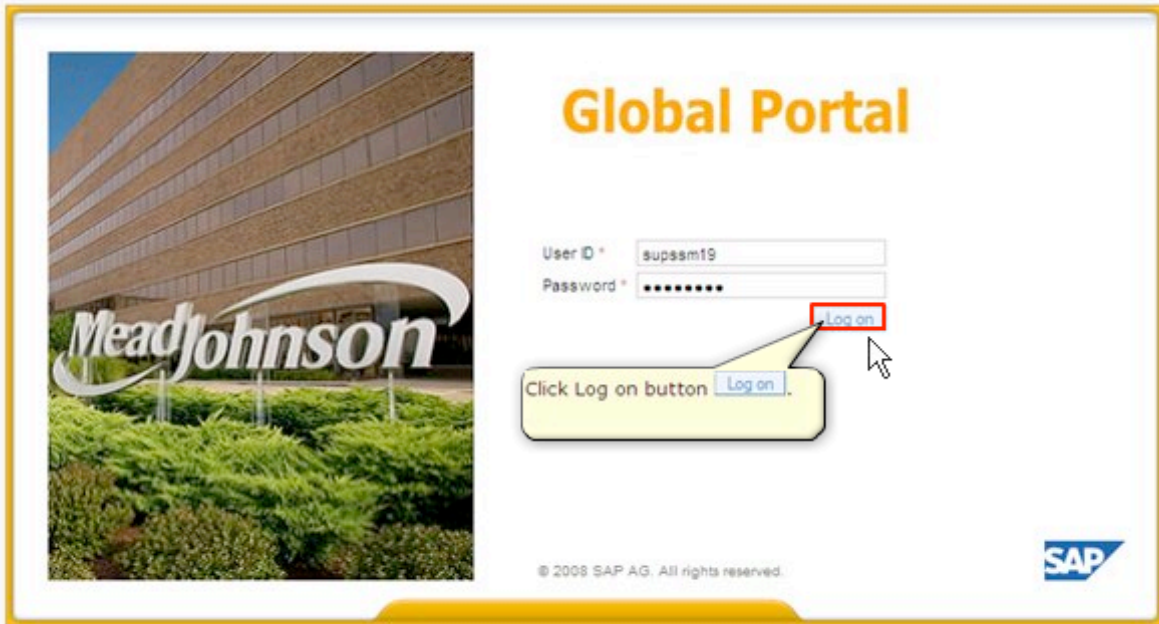 Global Portal
MeadJohnson
User ID * supssm19
Password * ••••••••
Log on
Click Log on button Log on .
© 2008 SAP AG. All rights reserved.
SAP